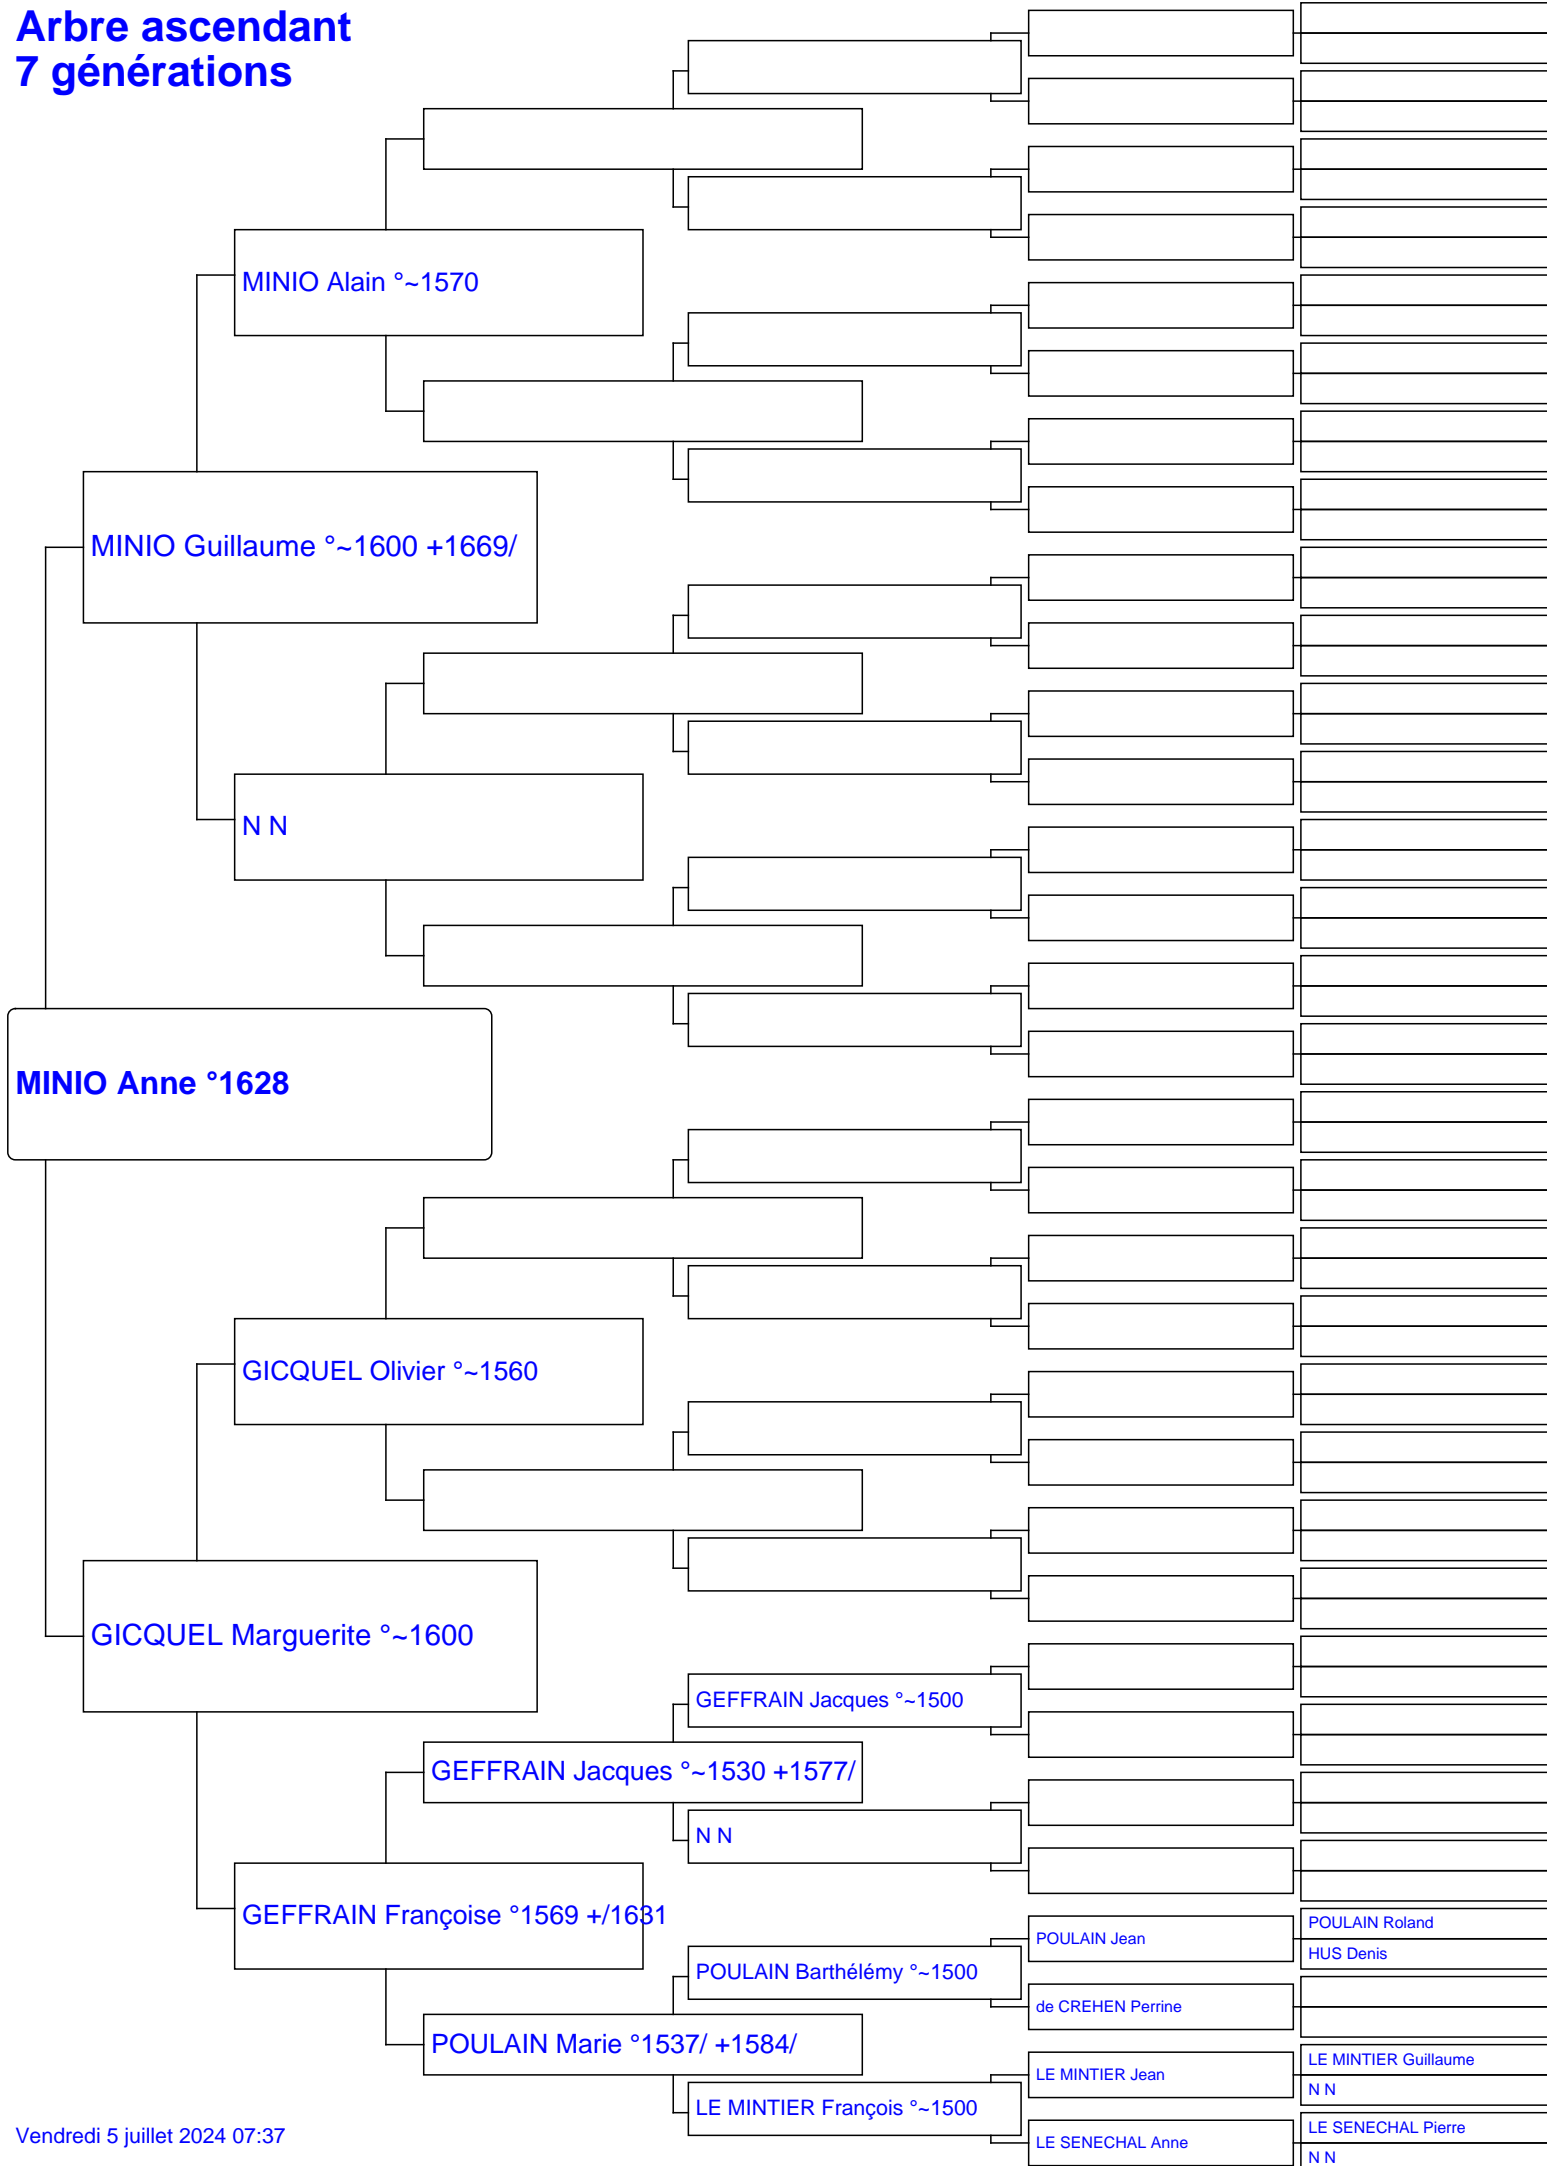 Arbre ascendant
7 générations
MINIO Alain °~1570
MINIO Guillaume °~1600 +1669/
N N
MINIO Anne °1628
GICQUEL Olivier °~1560
GICQUEL Marguerite °~1600
GEFFRAIN Jacques °~1500
GEFFRAIN Jacques °~1530 +1577/
N N
GEFFRAIN Françoise °1569 +/1631
POULAIN Roland
POULAIN Jean
HUS Denis
POULAIN Barthélémy °~1500
de CREHEN Perrine
POULAIN Marie °1537/ +1584/
LE MINTIER Guillaume
LE MINTIER Jean
N N
LE MINTIER François °~1500
LE SENECHAL Pierre
LE SENECHAL Anne
N N
Vendredi 5 juillet 2024 07:37